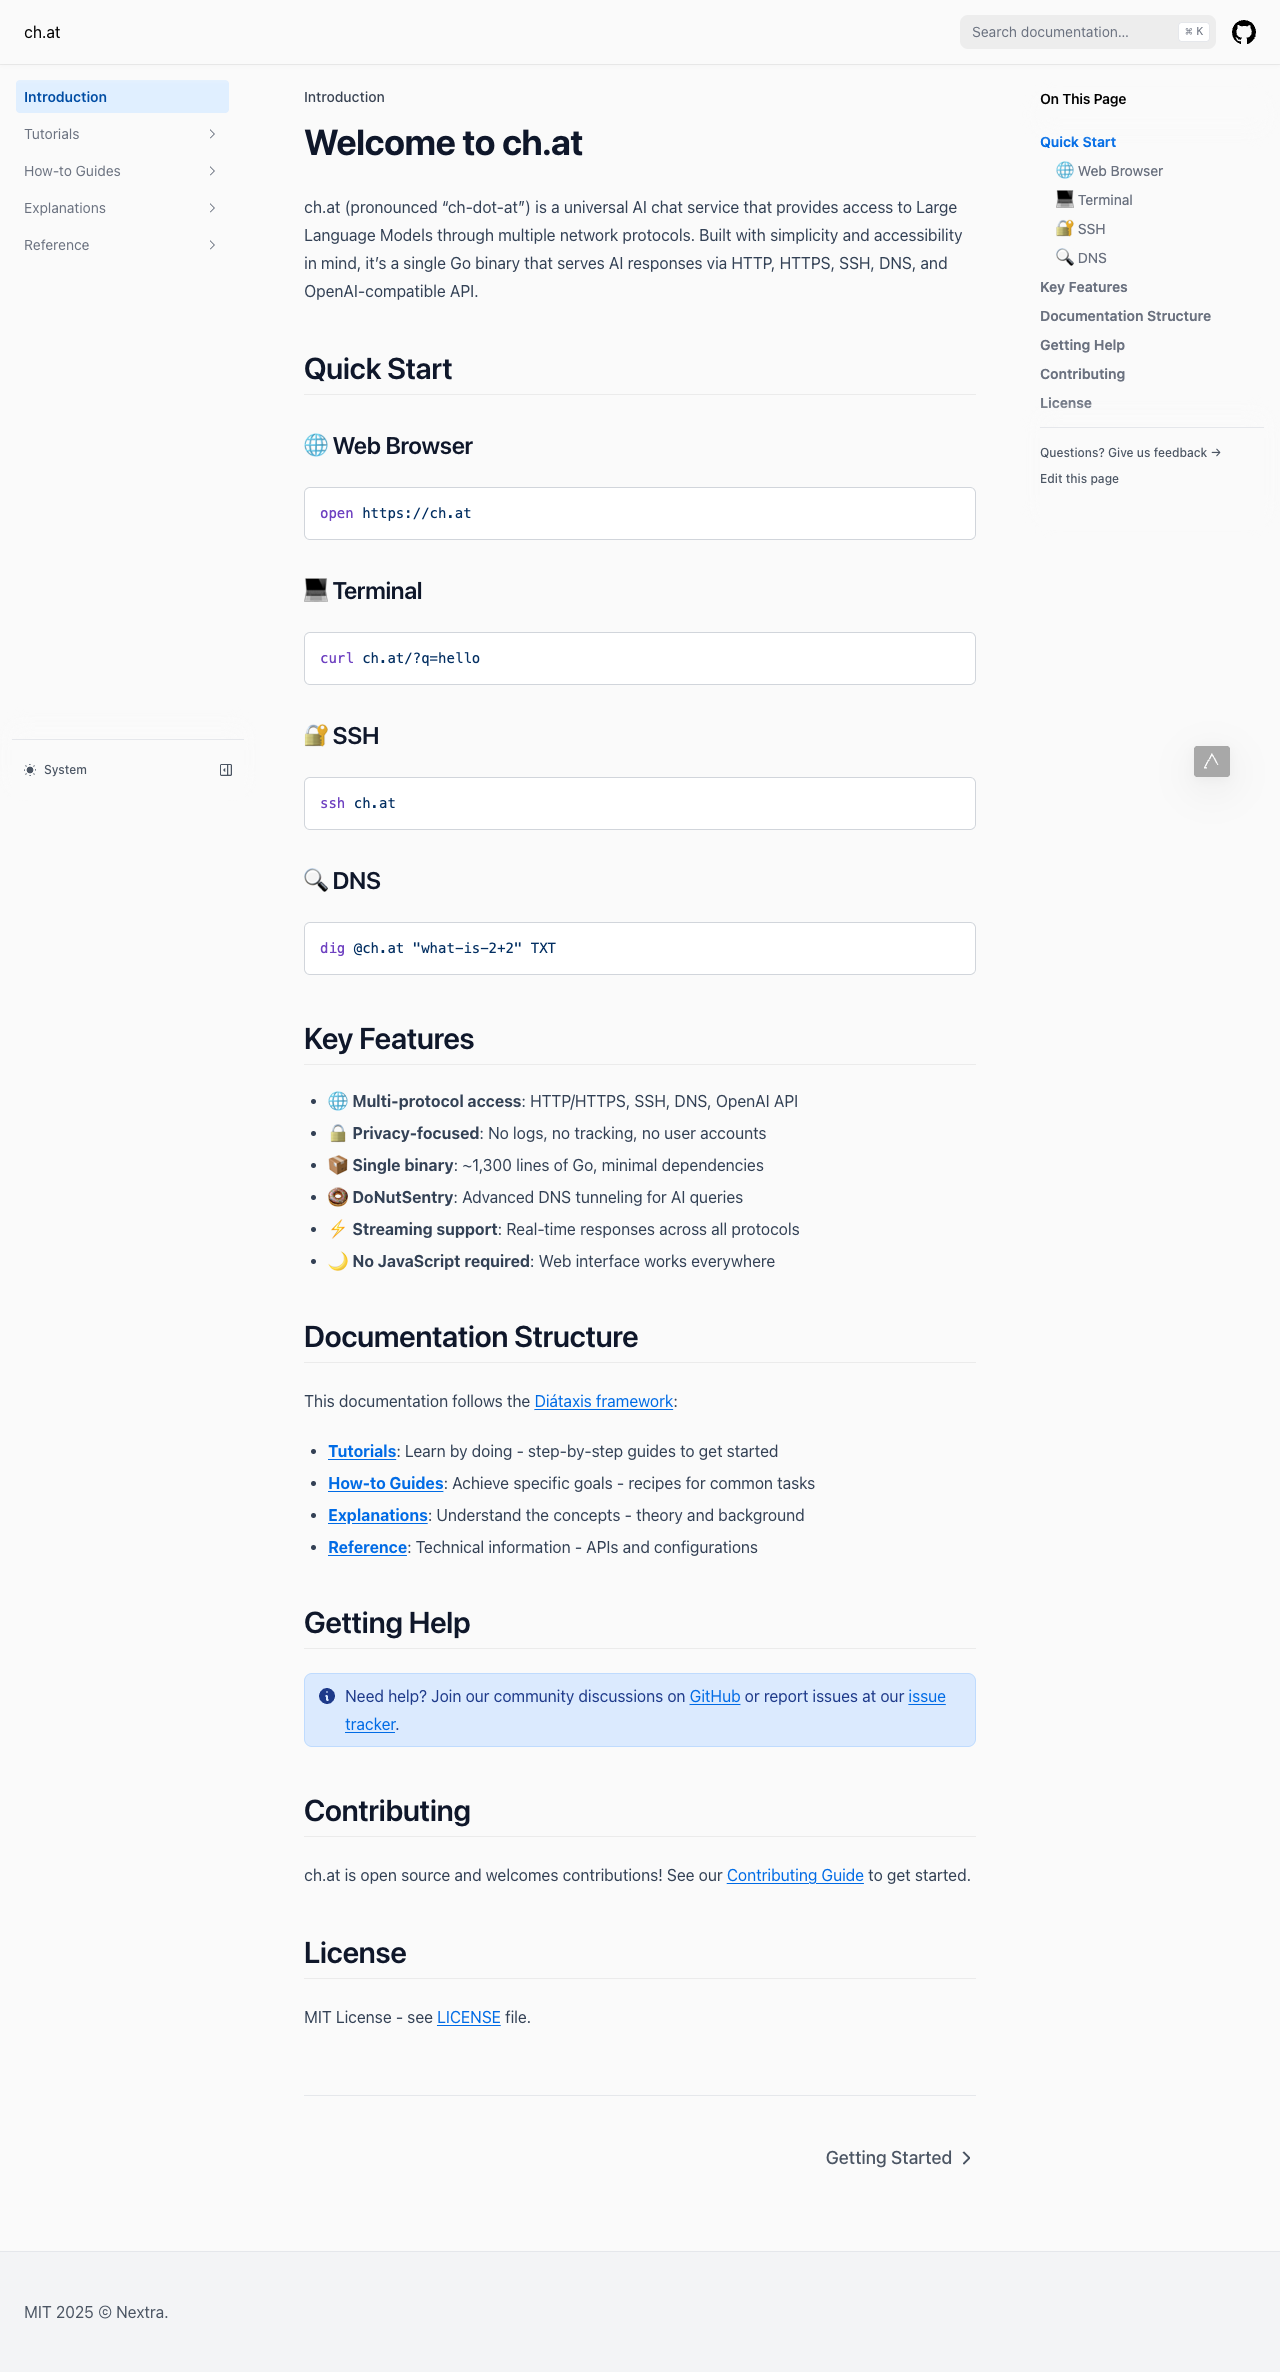 ch.at
Search documentation…
⌘ K
Introduction
Tutorials
How-to Guides
Explanations
Reference
System
Introduction
Welcome to ch.at
ch.at (pronounced “ch-dot-at”) is a universal AI chat service that provides access to Large
Language Models through multiple network protocols. Built with simplicity and accessibility
in mind, it’s a single Go binary that serves AI responses via HTTP, HTTPS, SSH, DNS, and
OpenAI-compatible API.
Quick Start
🌐 Web Browser
open https://ch.at
💻 Terminal
curl ch.at/?q=hello
🔐 SSH
ssh ch.at
🔍 DNS
dig @ch.at "what-is-2+2" TXT
Key Features
• 🌐 Multi-protocol access: HTTP/HTTPS, SSH, DNS, OpenAI API
• 🔒 Privacy-focused: No logs, no tracking, no user accounts
• 📦 Single binary: ~1,300 lines of Go, minimal dependencies
• 🍩 DoNutSentry: Advanced DNS tunneling for AI queries
• ⚡ Streaming support: Real-time responses across all protocols
• 🌙 No JavaScript required: Web interface works everywhere
Documentation Structure
This documentation follows the Diátaxis framework:
• Tutorials: Learn by doing - step-by-step guides to get started
• How-to Guides: Achieve specific goals - recipes for common tasks
• Explanations: Understand the concepts - theory and background
• Reference: Technical information - APIs and configurations
Getting Help
Need help? Join our community discussions on GitHub or report issues at our issue
tracker.
Contributing
ch.at is open source and welcomes contributions! See our Contributing Guide to get started.
License
MIT License - see LICENSE file.
Getting Started
On This Page
Quick Start
🌐 Web Browser
💻 Terminal
🔐 SSH
🔍 DNS
Key Features
Documentation Structure
Getting Help
Contributing
License
Questions? Give us feedback →
Edit this page
MIT 2025 © Nextra.